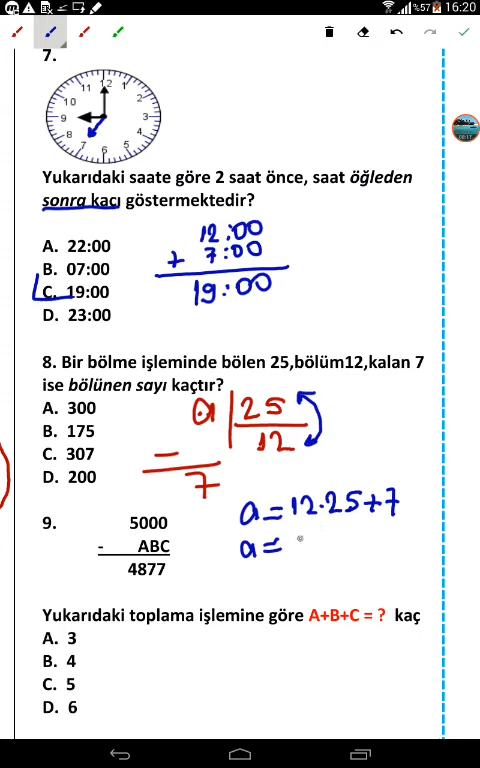 %57 16:20
7.
11 12 1
10 2
9 3
8 4
7 6 5
Yukarıdaki saate göre 2 saat önce, saat öğleden
sonra kaçı göstermektedir?
12:00
+ 7:00
19:00
A. 22:00
B. 07:00
C. 19:00
D. 23:00
8. Bir bölme işleminde bölen 25,bölüm12,kalan 7
ise bölünen sayı kaçtır?
A. 300
B. 175
C. 307
D. 200
a 25
12
-
7
a=12.25+7
a=
9. 5000
- ABC
4877
Yukarıdaki toplama işlemine göre A+B+C = ? kaç
A. 3
B. 4
C. 5
D. 6